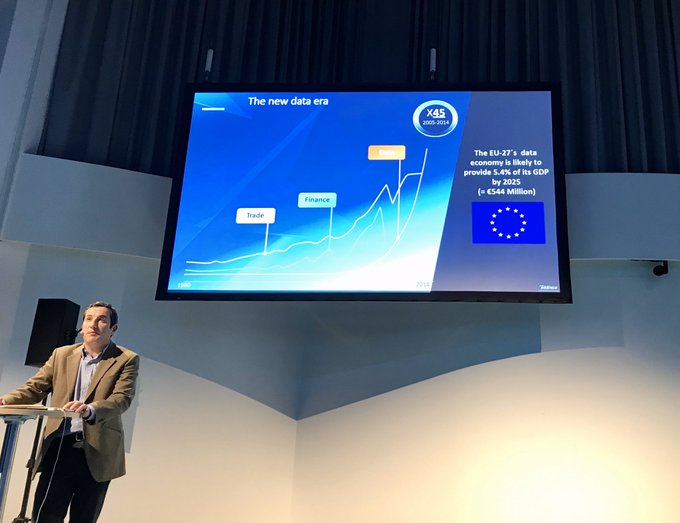 The new data era
X45
2005-2014
Data
Finance
Trade
The EU-27´s data
economy is likely to
provide 5.4% of its GDP
by 2025
(= €544 Million)
1980
2014